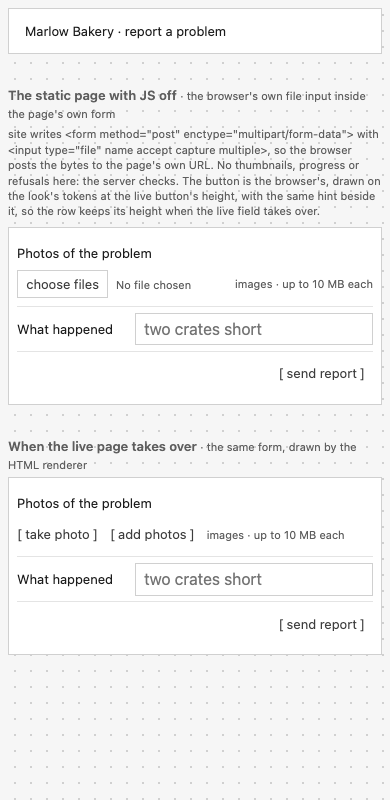 Marlow Bakery · report a problem
The static page with JS off · the browser's own file input inside
the page's own form
site writes <form method="post" enctype="multipart/form-data"> with
<input type="file" name accept capture multiple>, so the browser
posts the bytes to the page's own URL. No thumbnails, progress or
refusals here: the server checks. The button is the browser's, drawn on
the look's tokens at the live button's height, with the same hint beside
it, so the row keeps its height when the live field takes over.
Photos of the problem
choose files No file chosen images · up to 10 MB each
What happened two crates short
[ send report ]
When the live page takes over · the same form, drawn by the
HTML renderer
Photos of the problem
[ take photo ] [ add photos ] images · up to 10 MB each
What happened two crates short
[ send report ]